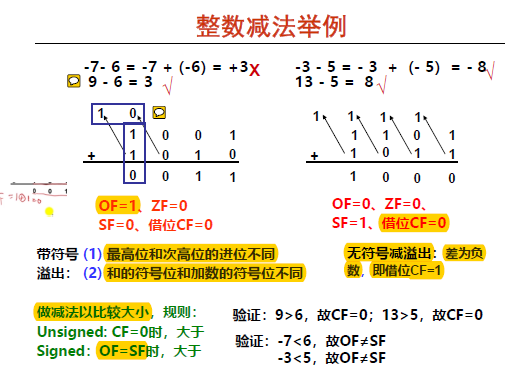 整数减法举例
-7- 6 = -7 + (-6) = +3 X
9 - 6 = 3 √
-3 - 5 = - 3 + (- 5) = - 8 √
13 - 5 = 8 √
1 0
1 0 0 1
+ 1 0 1 0
0 0 1 1
1 1 1 1
1 1 0 1
+ 1 0 1 1
1 0 0 0
0 0 1
OF=1、ZF=0
SF=0、借位CF=0
OF=0、ZF=0、
SF=1、借位CF=0
带符号 (1) 最高位和次高位的进位不同
溢出： (2) 和的符号位和加数的符号位不同
无符号减溢出：差为负
数，即借位CF=1
做减法以比较大小，规则：
Unsigned: CF=0时，大于
Signed：OF=SF时，大于
验证：9>6，故CF=0；13>5，故CF=0
验证：-7<6，故OF≠SF
-3<5，故OF≠SF